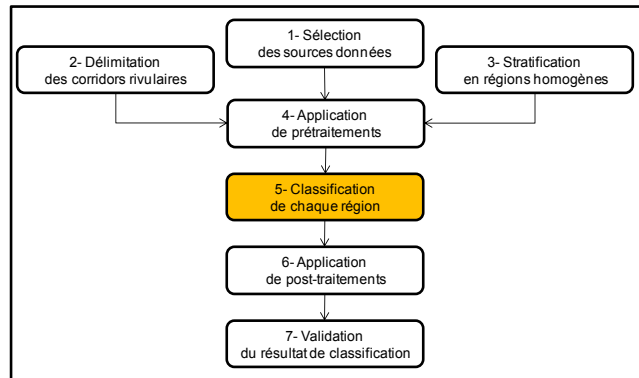 1- Sélection
des sources données
2- Délimitation
des corridors rivulaires
3- Stratification
en régions homogènes
4- Application
de prétraitements
5- Classification
de chaque région
6- Application
de post-traitements
7- Validation
du résultat de classification